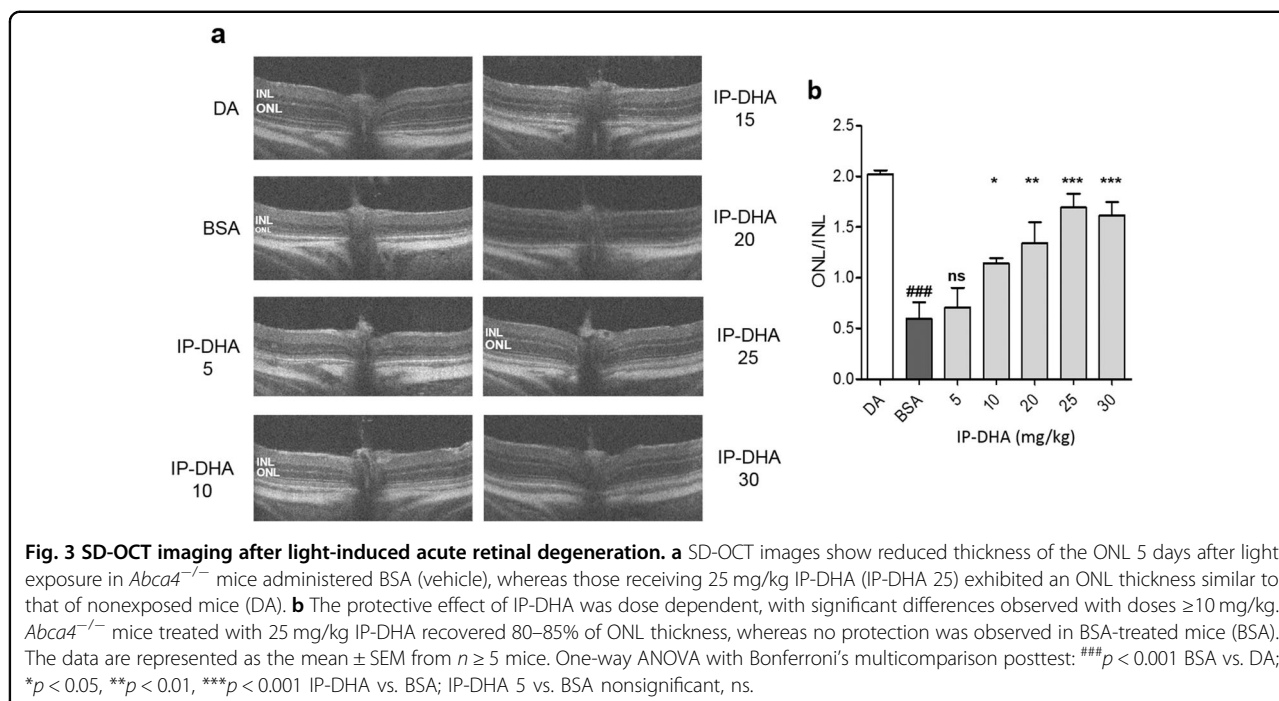 a
INL
ONL
DA
IP-DHA
15
INL
ONL
BSA
IP-DHA
20
IP-DHA
5
INL
ONL
IP-DHA
25
INL
ONL
IP-DHA
10
IP-DHA
30
b
2.5
2.0
1.5
1.0
0.5
0.0
ONL/INL
###
ns
*
**
***
***
DA
BSA
5
10
20
25
30
IP-DHA (mg/kg)
Fig. 3 SD-OCT imaging after light-induced acute retinal degeneration. a SD-OCT images show reduced thickness of the ONL 5 days after light
exposure in Abca4−/− mice administered BSA (vehicle), whereas those receiving 25 mg/kg IP-DHA (IP-DHA 25) exhibited an ONL thickness similar to
that of nonexposed mice (DA). b The protective effect of IP-DHA was dose dependent, with significant differences observed with doses ≥10 mg/kg.
Abca4−/− mice treated with 25 mg/kg IP-DHA recovered 80–85% of ONL thickness, whereas no protection was observed in BSA-treated mice (BSA).
The data are represented as the mean ± SEM from n ≥ 5 mice. One-way ANOVA with Bonferroni's multicomparison posttest: ###p < 0.001 BSA vs. DA;
*p < 0.05, **p < 0.01, ***p < 0.001 IP-DHA vs. BSA; IP-DHA 5 vs. BSA nonsignificant, ns.